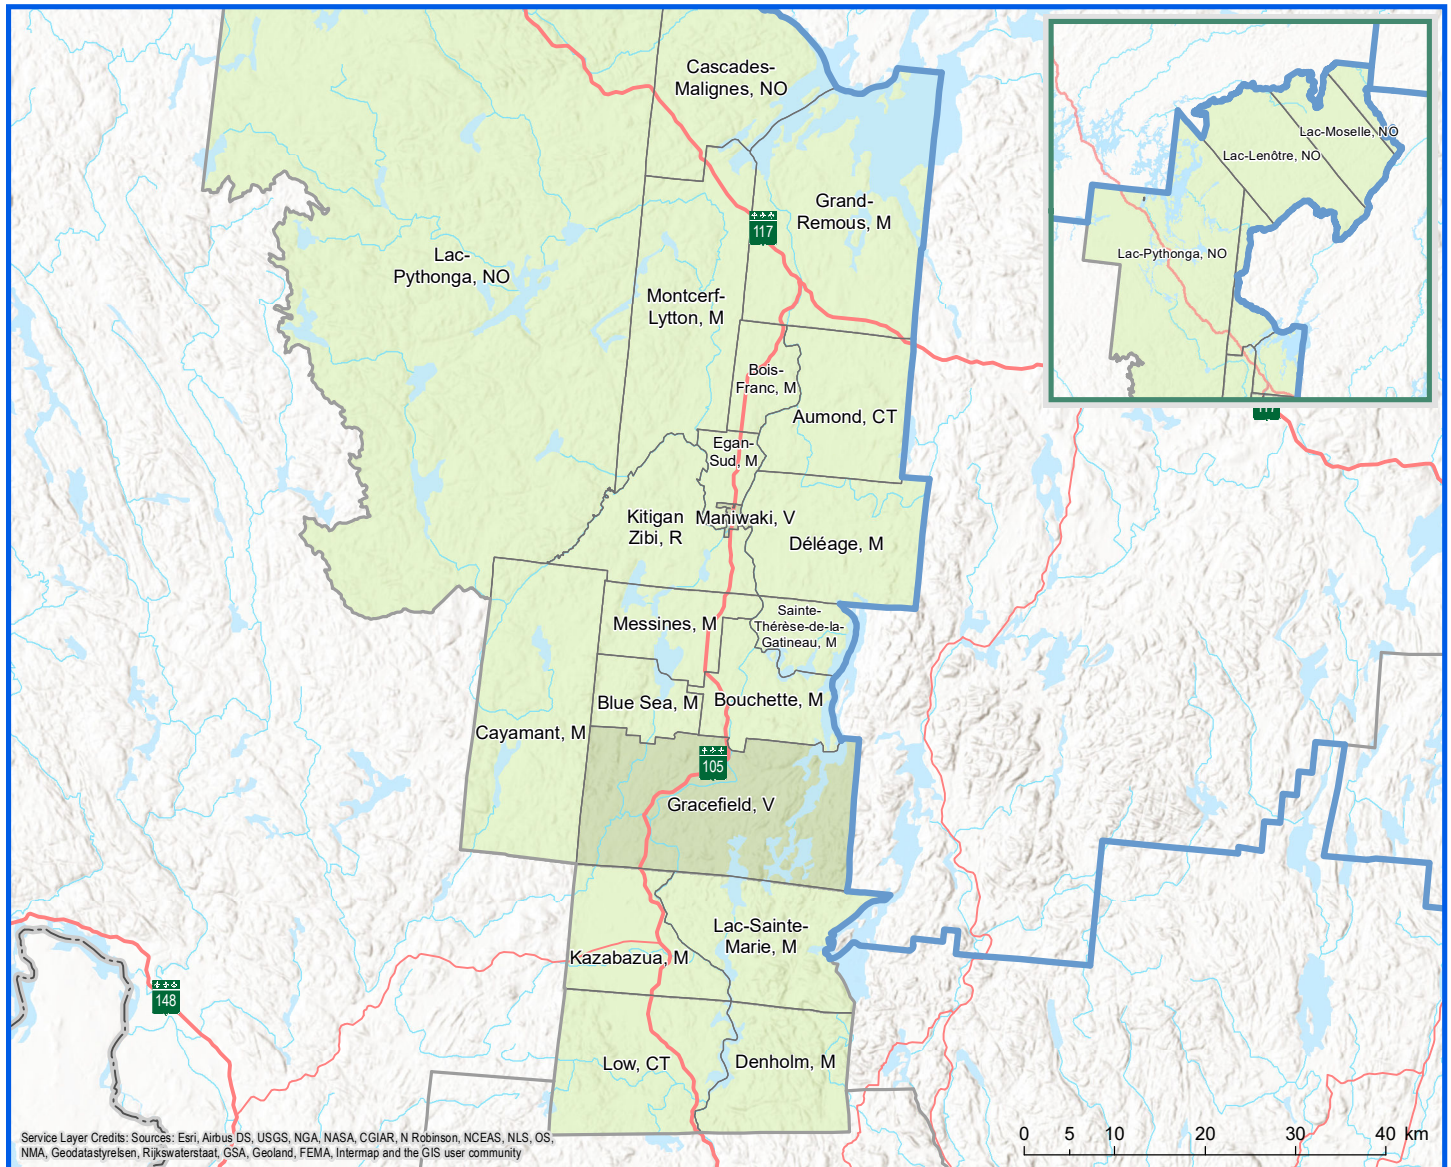 Cascades-
Malignes, NO
Lac-Moselle, NO
Lac-Lenôtre, NO
Grand-
Remous, M
117
Lac-Pythonga, NO
Lac-
Pythonga, NO
Montcerf-
Lytton, M
Bois-
Franc, M
117
Aumond, CT
Egan-
Sud, M
Kitigan
Zibi, R
Maniwaki, V
Déléage, M
Messines, M
Sainte-
Thérèse-de-la-
Gatineau, M
Blue Sea, M
Bouchette, M
Cayamant, M
105
Gracefield, V
Lac-Sainte-
Marie, M
Kazabazua, M
148
Low, CT
Denholm, M
Service Layer Credits: Sources: Esri, Airbus DS, USGS, NGA, NASA, CGIAR, N Robinson, NCEAS, NLS, OS,
NMA, Geodatastyrelsen, Rijkswaterstaat, GSA, Geoland, FEMA, Intermap and the GIS user community
0 5 10 20 30 40 km